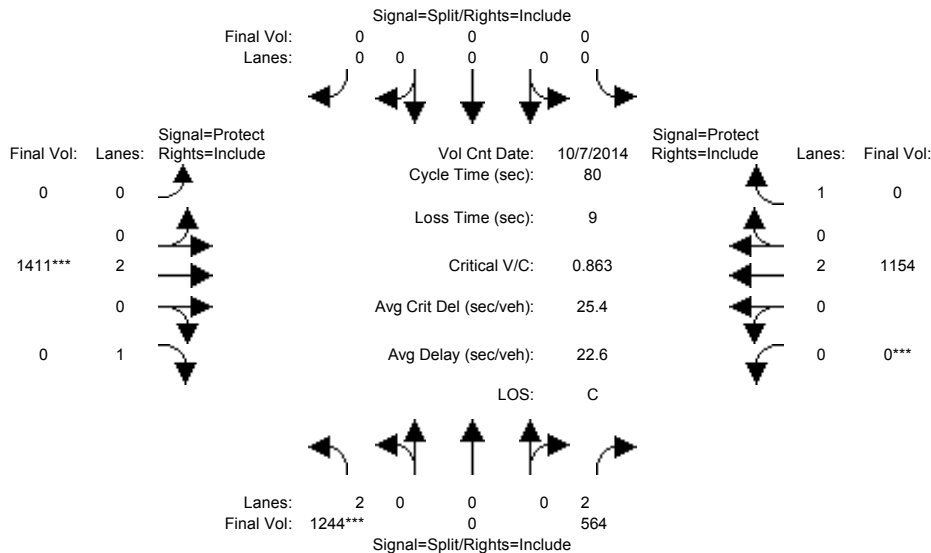 Signal=Split/Rights=Include
Final Vol: 0 0 0
Lanes: 0 0 0 0 0
Signal=Protect Signal=Protect
Final Vol: Lanes: Rights=Include Vol Cnt Date: 10/7/2014 Rights=Include Lanes: Final Vol:
Cycle Time (sec): 80
0 0 1 0
Loss Time (sec): 9
0 0
1411*** 2 Critical V/C: 0.863 2 1154
0 Avg Crit Del (sec/veh): 25.4 0
0 1 Avg Delay (sec/veh): 22.6 0 0***
LOS: C
Lanes: 2 0 0 0 2
Final Vol: 1244*** 0 564
Signal=Split/Rights=Include